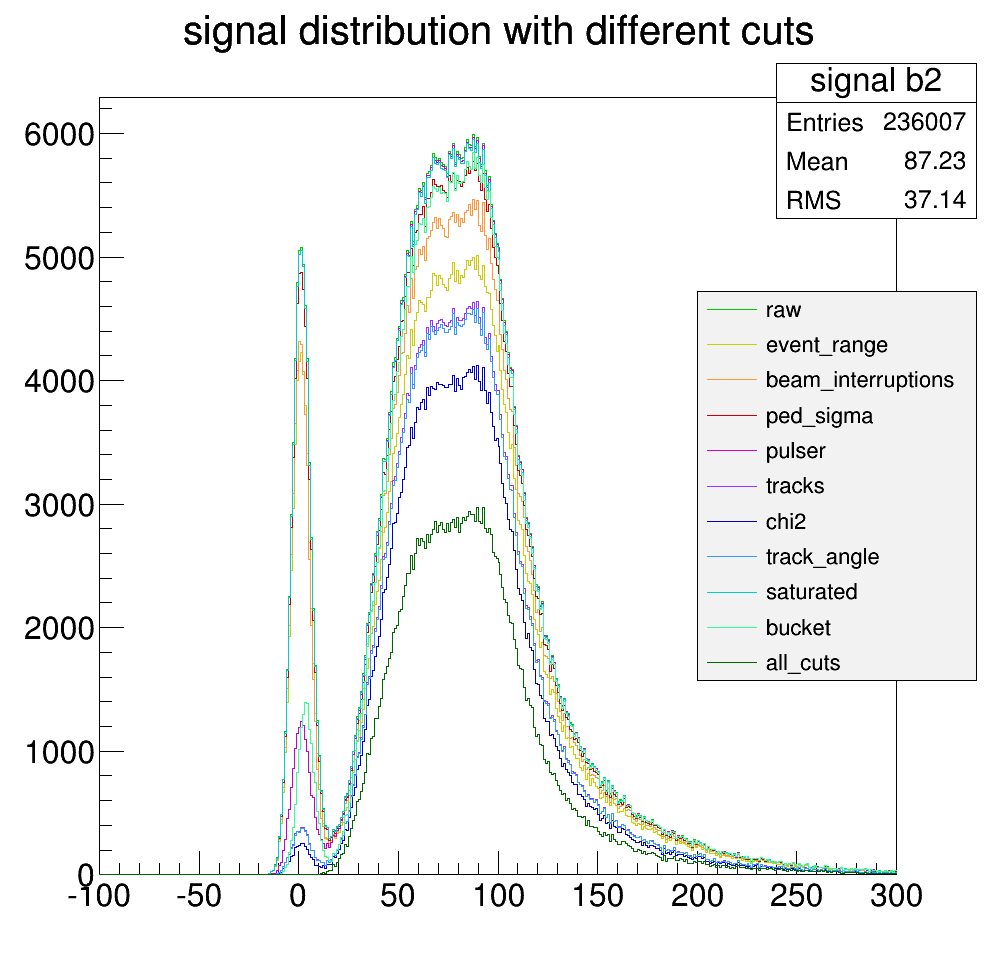 signal distribution with different cuts
signal b2
Entries 236007
Mean 87.23
RMS 37.14
6000
5000
4000
3000
2000
1000
0
raw
event_range
beam_interruptions
ped_sigma
pulser
tracks
chi2
track_angle
saturated
bucket
all_cuts
-100 -50 0 50 100 150 200 250 300